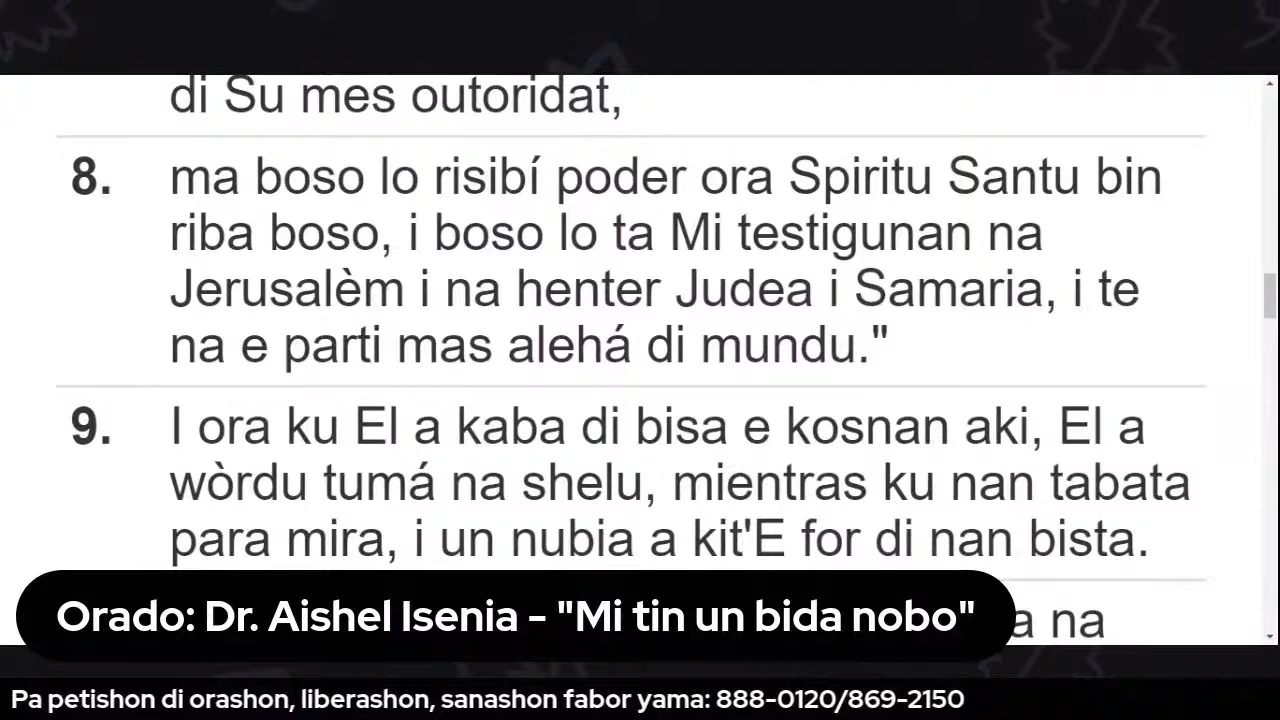 di Su mes outoridat,
8. ma boso lo risibí poder ora Spiritu Santu bin
riba boso, i boso lo ta Mi testigunan na
Jerusalèm i na henter Judea i Samaria, i te
na e parti mas alehá di mundu."
9. I ora ku El a kaba di bisa e kosnan aki, El a
wòrdu tumá na shelu, mientras ku nan tabata
para mira, i un nubia a kit'E for di nan bista.
a na
Orado: Dr. Aishel Isenia - "Mi tin un bida nobo"
Pa petishon di orashon, liberashon, sanashon fabor yama: 888-0120/869-2150